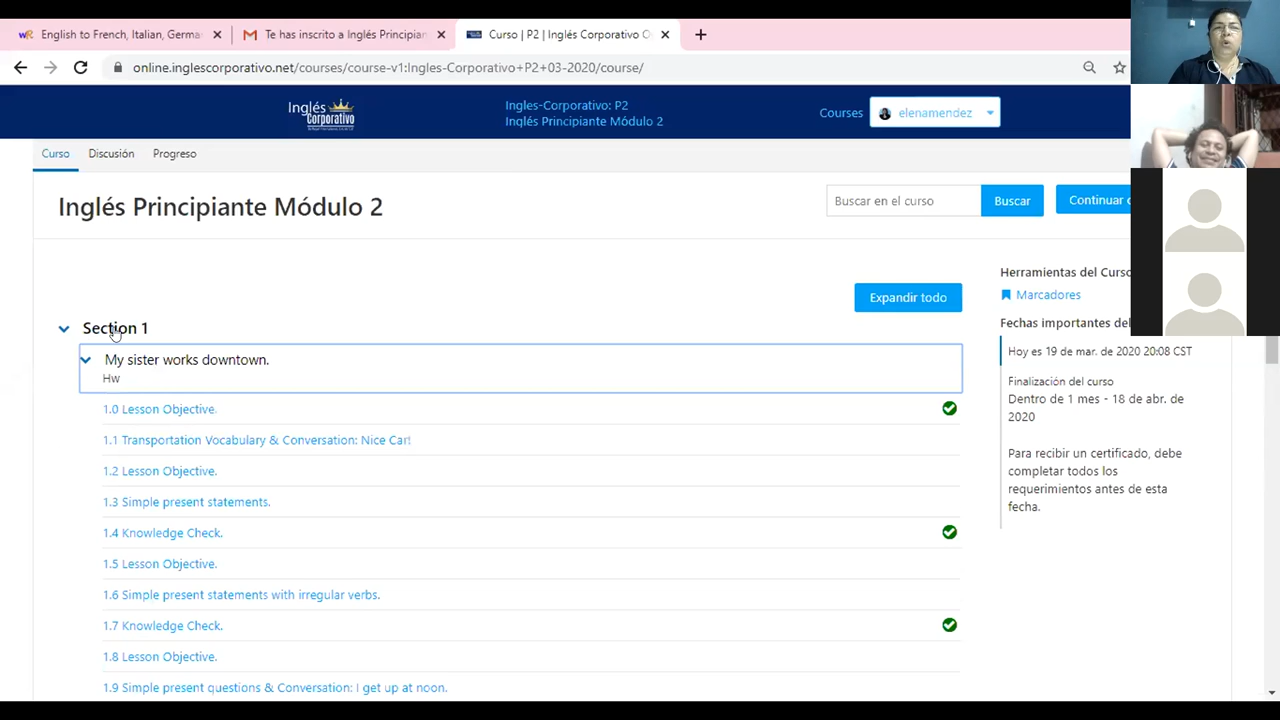 English to French, Italian, Germa
Te has inscrito a Inglés Principian
Curso | P2 | Inglés Corporativo O
online.inglescorporativo.net/courses/course-v1:Ingles-Corporativo+P2+03-2020/course/
Inglés
Corporativo
Ingles-Corporativo: P2
Inglés Principiante Módulo 2
Courses
elenamendez
Curso
Discusión
Progreso
Inglés Principiante Módulo 2
Buscar en el curso
Buscar
Continuar
Expandir todo
Herramientas del Curso
Marcadores
Fechas importantes del
Hoy es 19 de mar. de 2020 20:08 CST
Finalización del curso
Dentro de 1 mes - 18 de abr. de
2020
Para recibir un certificado, debe
completar todos los
requerimientos antes de esta
fecha.
Section 1
My sister works downtown.
Hw
1.0 Lesson Objective.
1.1 Transportation Vocabulary & Conversation: Nice Car!
1.2 Lesson Objective.
1.3 Simple present statements.
1.4 Knowledge Check.
1.5 Lesson Objective.
1.6 Simple present statements with irregular verbs.
1.7 Knowledge Check.
1.8 Lesson Objective.
1.9 Simple present questions & Conversation: I get up at noon.